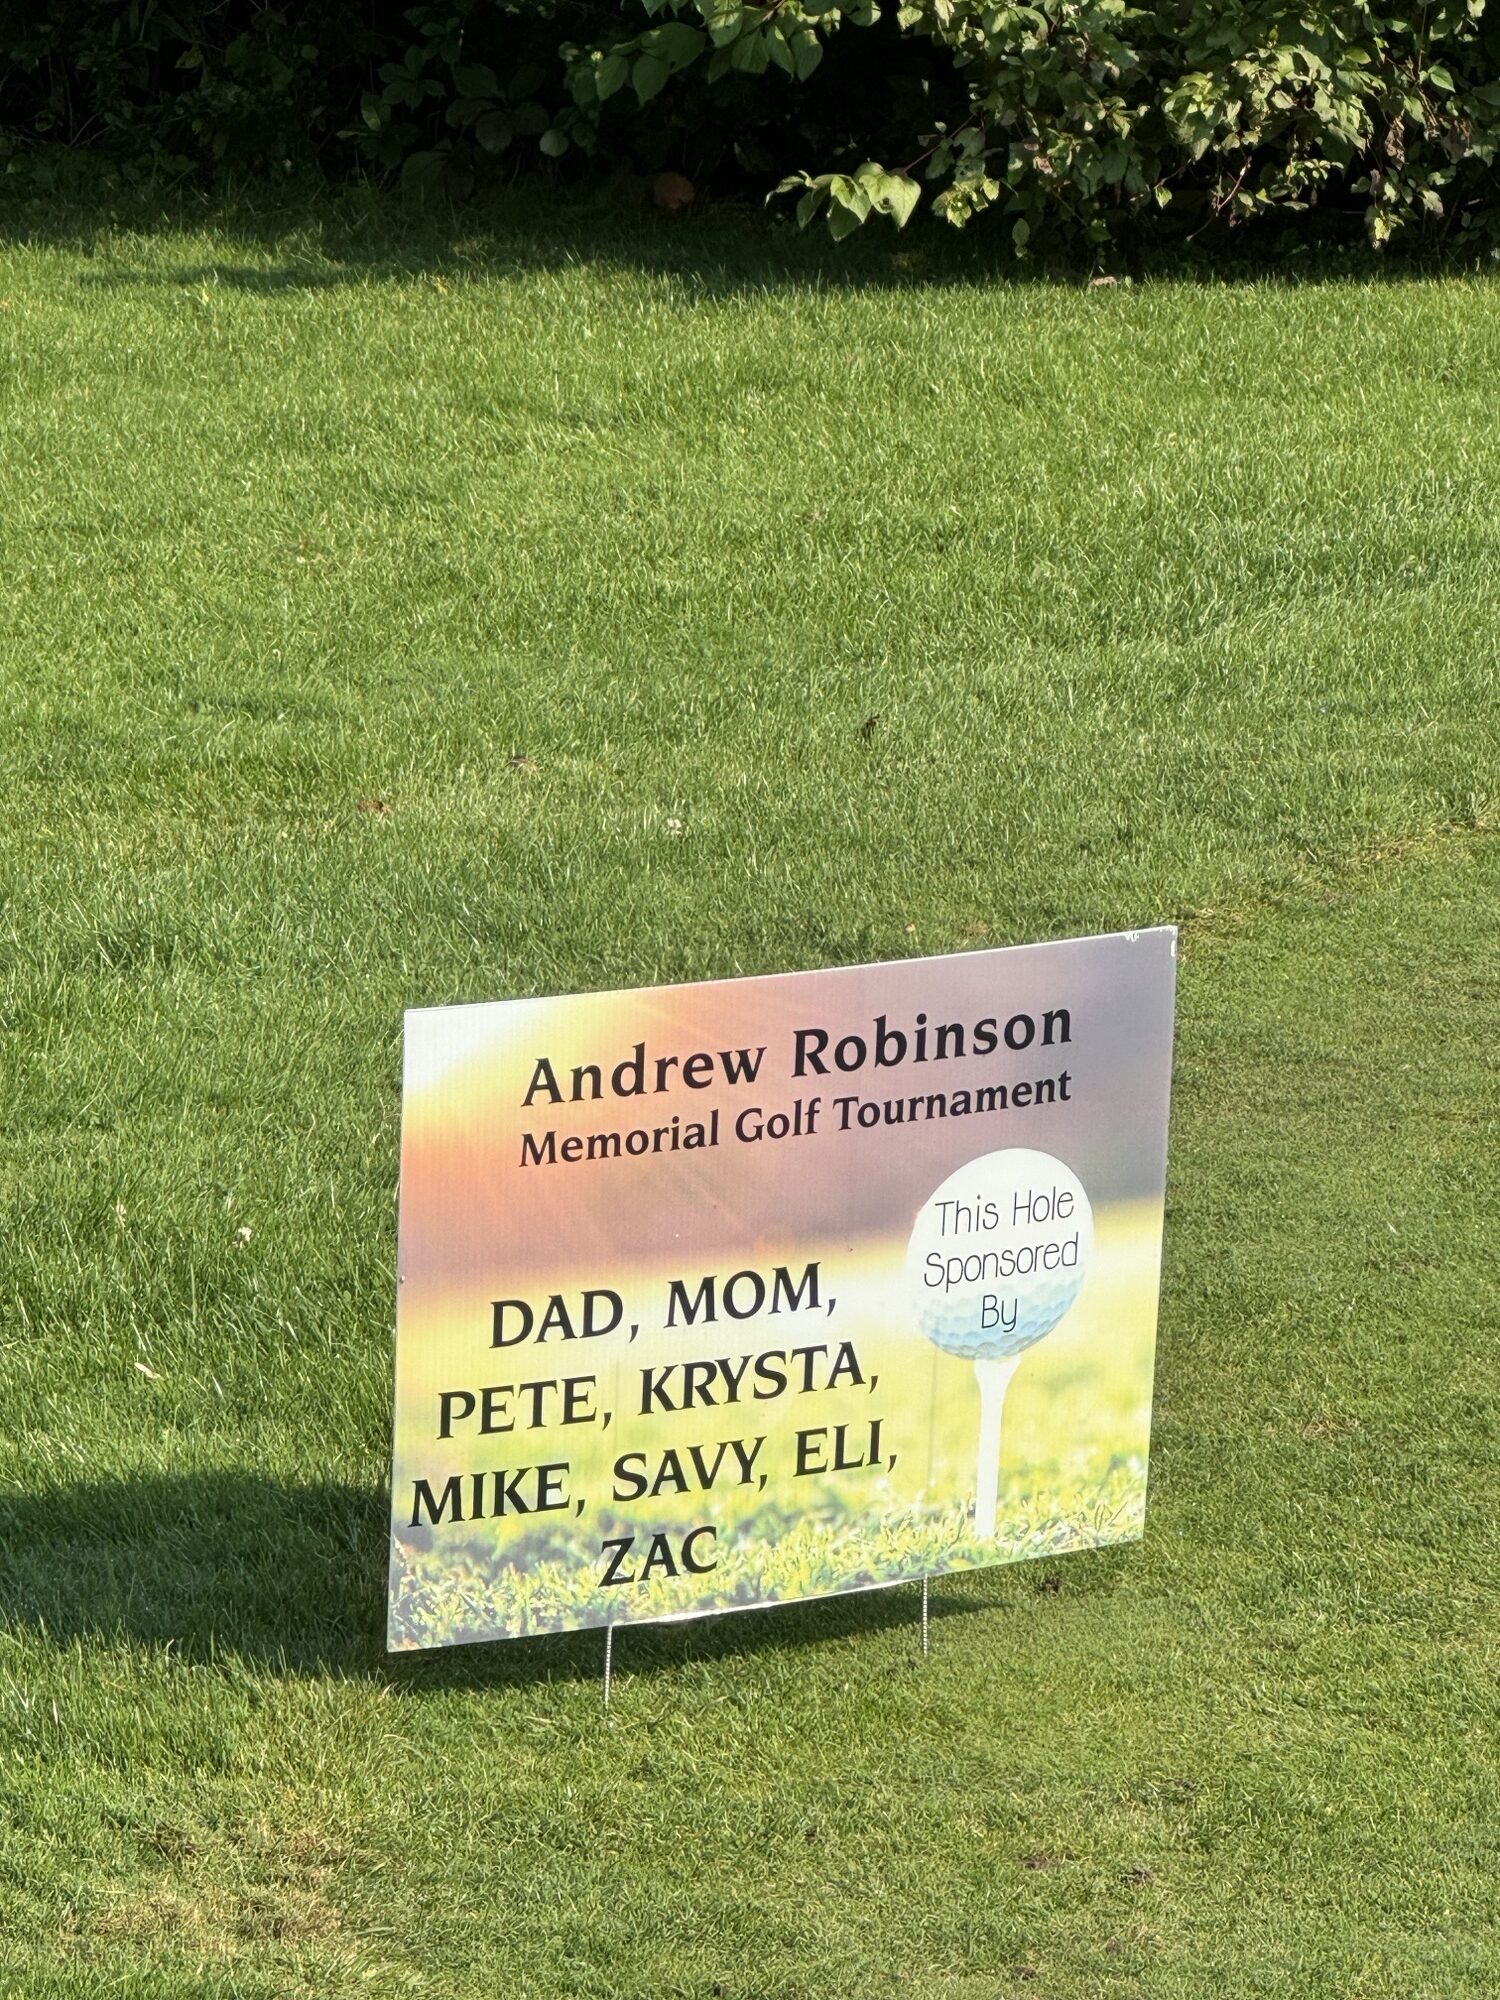 Andrew Robinson
Memorial Golf Tournament
This Hole
Sponsored
By
DAD, MOM,
PETE, KRYSTA,
MIKE, SAVY, ELI,
ZAC